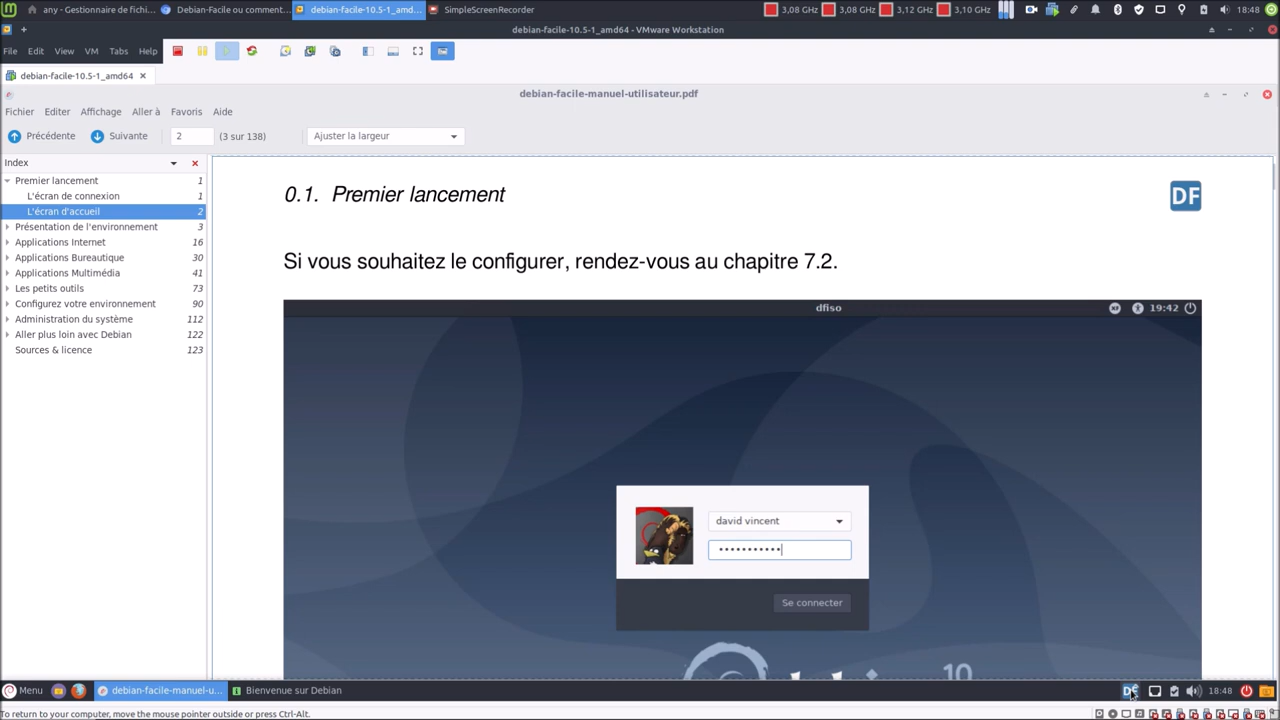 any - Gestionnaire de fichi...
Debian-Facile ou comment...
debian-facile-10.5-1_amd...
SimpleScreenRecorder
3,08 GHz
3,08 GHz
3,12 GHz
3,10 GHz
18:48
debian-facile-10.5-1_amd64 - VMware Workstation
File Edit View VM Tabs Help
debian-facile-10.5-1_amd64
debian-facile-manuel-utilisateur.pdf
Fichier Editer Affichage Aller à Favoris Aide
Précédente Suivante 2 (3 sur 138) Ajuster la largeur
Index
Premier lancement 1
L'écran de connexion 1
L'écran d'accueil 2
Présentation de l'environnement 3
Applications Internet 16
Applications Bureautique 30
Applications Multimédia 41
Les petits outils 73
Configurez votre environnement 90
Administration du système 112
Aller plus loin avec Debian 122
Sources & licence 123
0.1. Premier lancement
DF
Si vous souhaitez le configurer, rendez-vous au chapitre 7.2.
dfiso
19:42
david vincent
•••••••••••
Se connecter
10
Menu
debian-facile-manuel-u...
Bienvenue sur Debian
18:48
To return to your computer, move the mouse pointer outside or press Ctrl-Alt.